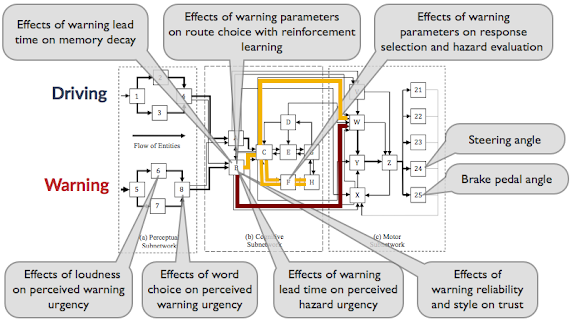 Effects of warning lead
time on memory decay
Effects of warning parameters
on route choice with reinforcement
learning
Effects of warning
parameters on response
selection and hazard evaluation
Driving
1
3
4
Flow of Entities
Warning
5
6
7
8
B
C
D
E
F
H
W
Y
Z
X
21
22
23
24
25
Steering angle
Brake pedal angle
(a) Perceptual
Subnetwork
(b) Cognitive
Subnetwork
(c) Motor
Subnetwork
Effects of loudness
on perceived warning
urgency
Effects of word
choice on perceived
warning urgency
Effects of warning
lead time on perceived
hazard urgency
Effects of
warning reliability
and style on trust